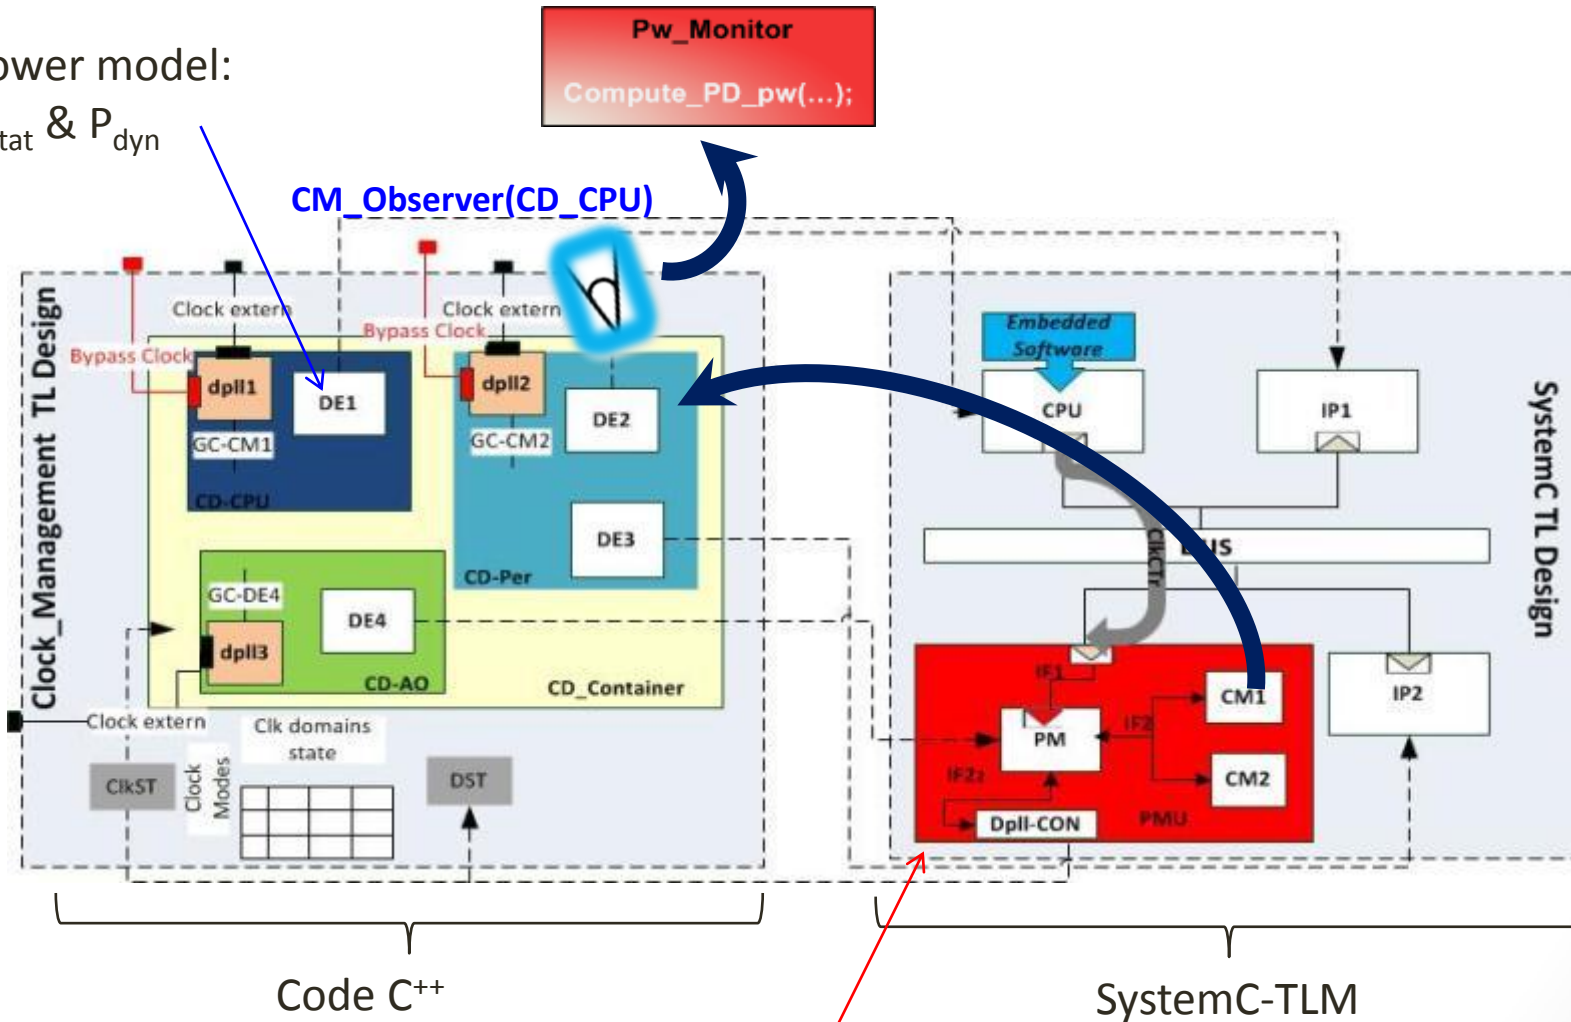 Pw_Monitor
Compute_PD_pw(...);
ower model:
tat & Pdyn
CM_Observer(CD_CPU)
Clock_Management TL Design
Clock extern
Clock extern
Bypass Clock
Bypass Clock
dpll1
DE1
GC-CM1
CD-CPU
dpll2
DE2
GC-CM2
DE3
CD-Per
GC-DE4
DE4
dpll3
CD-AO
CD_Container
Clock extern
Clk domains
state
ClkST
Clock
Modes
DST
Embedded
Software
CPU
IP1
SystemC TL Design
ClkCTr
US
IF1
PM
IF2
CM1
CM2
IP2
Dpll-CON
PMU
Code C++
SystemC-TLM